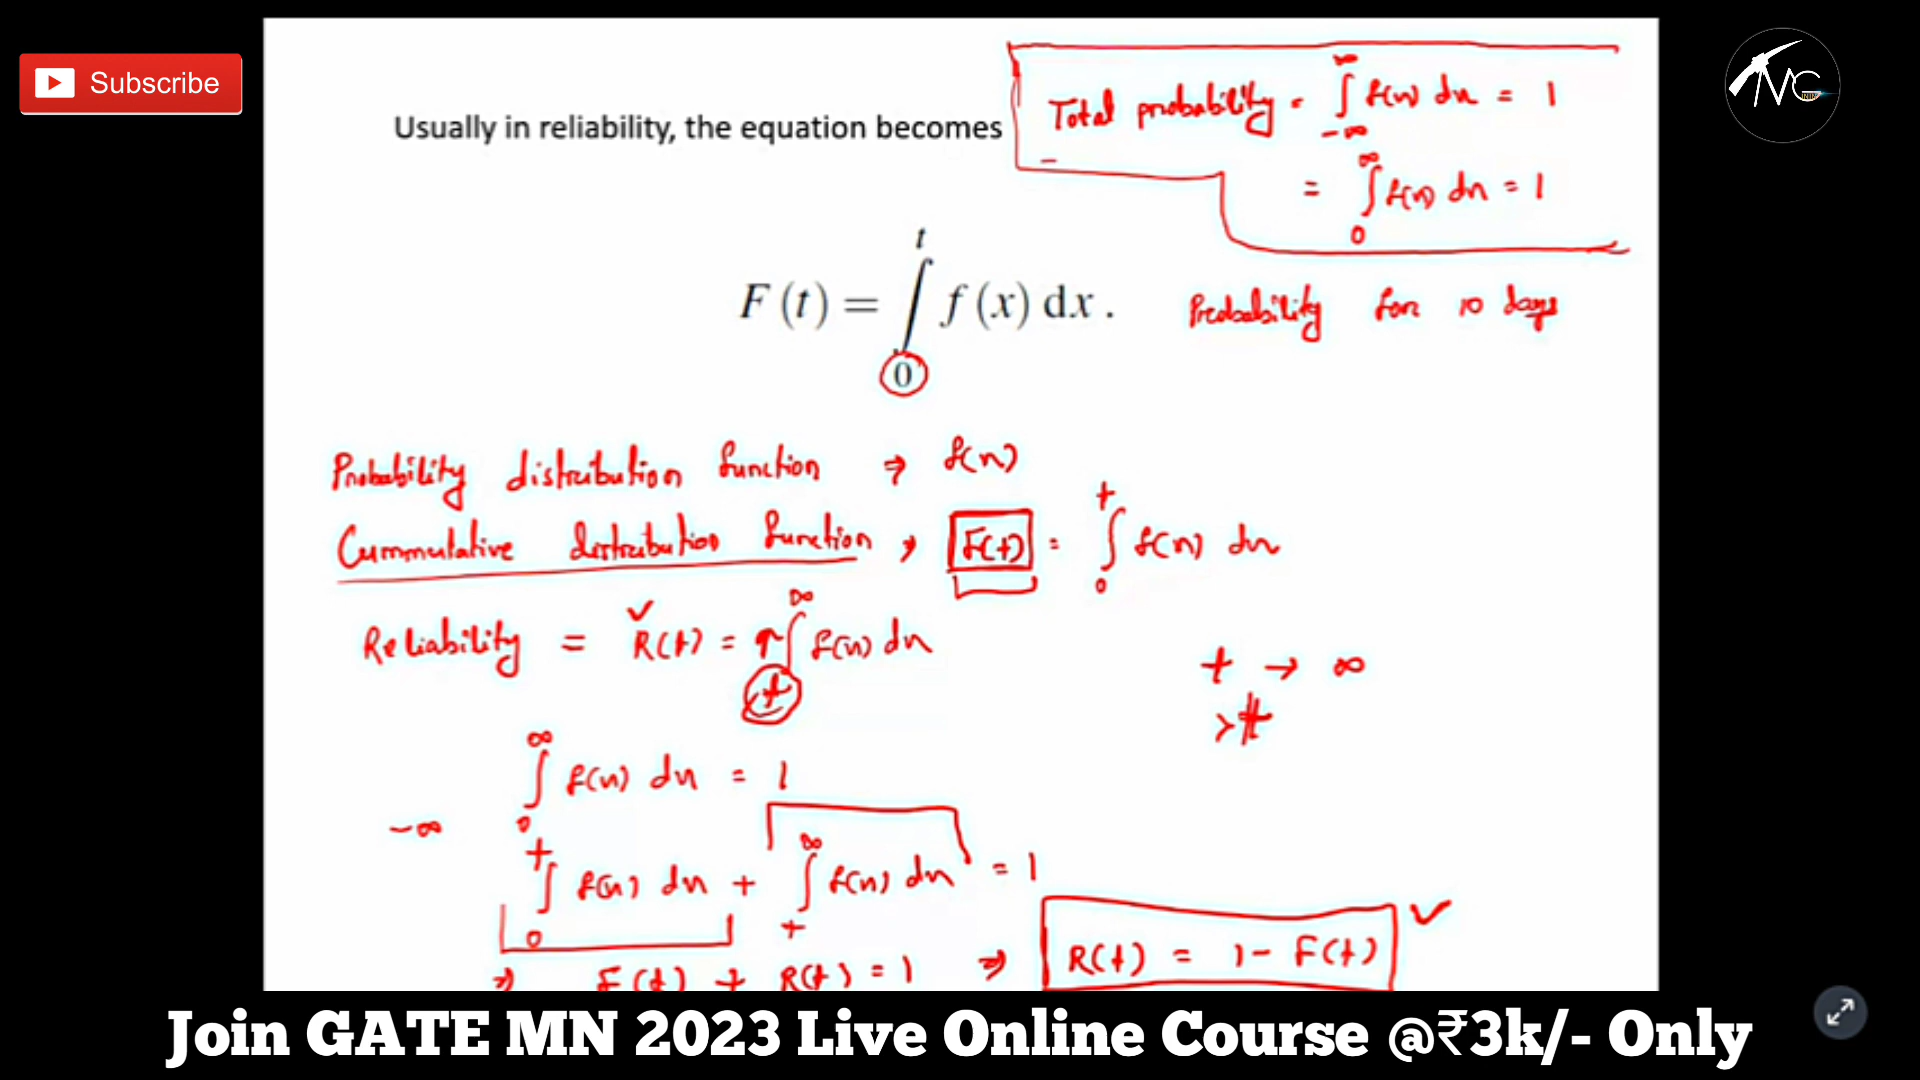 Subscribe
Total probability = ∫_{-∞}^{∞} f(x) dx = 1
Usually in reliability, the equation becomes
= ∫_{0}^{∞} f(x) dx = 1
F(t) = ∫_{0}^{t} f(x) dx.
Probability for 10 days
Probability distribution function → f(x)
Cummulative distribution function → F(t) = ∫_{0}^{t} f(x) dx
Reliability = R(t) = ∫_{t}^{∞} f(x) dx
t → ∞
>t
∫_{0}^{∞} f(x) dx = 1
-∞
∫_{0}^{t} f(x) dx + ∫_{t}^{∞} f(x) dx = 1
⇒ F(t) + R(t) = 1 ⇒ R(t) = 1 - F(t)
Join GATE MN 2023 Live Online Course @₹3k/- Only